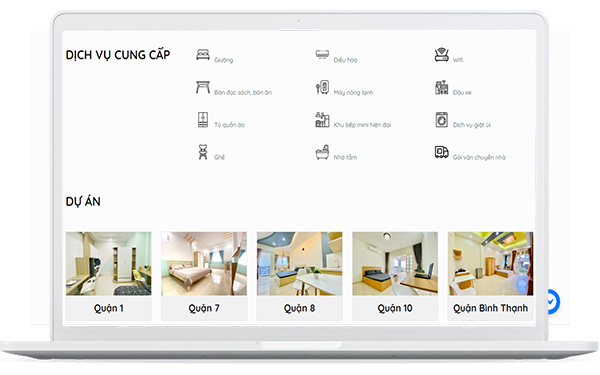 DỊCH VỤ CUNG CẤP
Giường
Điều hòa
Wifi
Bàn đọc sách, bàn ăn
Máy nóng lạnh
Đậu xe
Tủ quần áo
Khu bếp mini hiện đại
Dịch vụ giặt ủi
Ghế
Nhà tắm
Gói vận chuyển nhà
DỰ ÁN
Quận 1
Quận 7
Quận 8
Quận 10
Quận Bình Thạnh